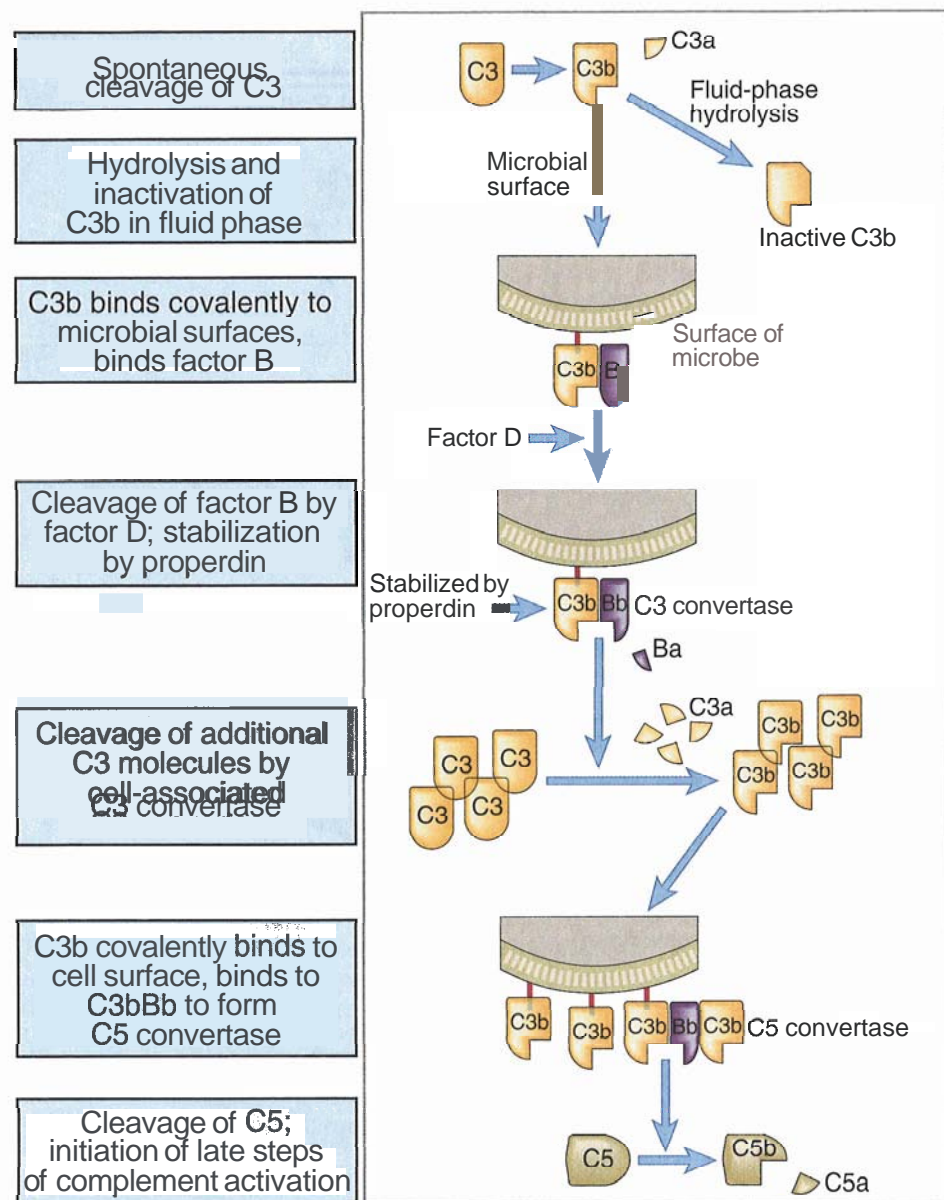 Spontaneous
cleavage of C3
Hydrolysis and
inactivation of
C3b in fluid phase
C3b binds covalently to
microbial surfaces,
binds factor B
Cleavage of factor B by
factor D; stabilization
by properdin
Cleavage of additional
C3 molecules by
cell-associated
C3 convertase
C3b covalently binds to
cell surface, binds to
C3bBb to form
C5 convertase
Cleavage of C5;
initiation of late steps
of complement activation
C3
C3b
C3a
Fluid-phase
hydrolysis
Microbial
surface
Inactive C3b
Surface of
microbe
C3b
B
Factor D
Stabilized by
properdin
C3b
Bb
C3 convertase
Ba
C3a
C3
C3
C3
C3
C3b
C3b
C3b
C3b
C3b
C3b
C3b
Bb
C3b
C5 convertase
C5
C5b
C5a